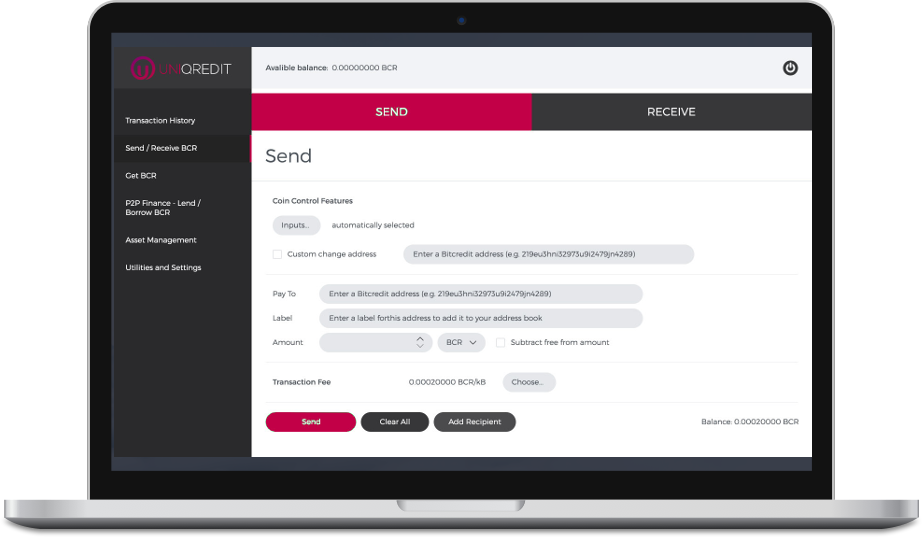 UNIQREDIT
Avalible balance: 0.00000000 BCR
SEND
RECEIVE
Transaction History
Send / Receive BCR
Get BCR
P2P Finance - Lend /
Borrow BCR
Asset Management
Utilities and Settings
Send
Coin Control Features
Inputs..
automatically selected
Custom change address
Enter a Bitcredit address (e.g. 219eu3hni32973u9i2479jn4289)
Pay To
Enter a Bitcredit address (e.g. 219eu3hni32973u9i2479jn4289)
Label
Enter a label forthis address to add it to your address book
Amount
BCR
Subtract free from amount
Transaction Fee
0.00020000 BCR/kB
Choose..
Send
Clear All
Add Recipient
Balance: 0.00020000 BCR